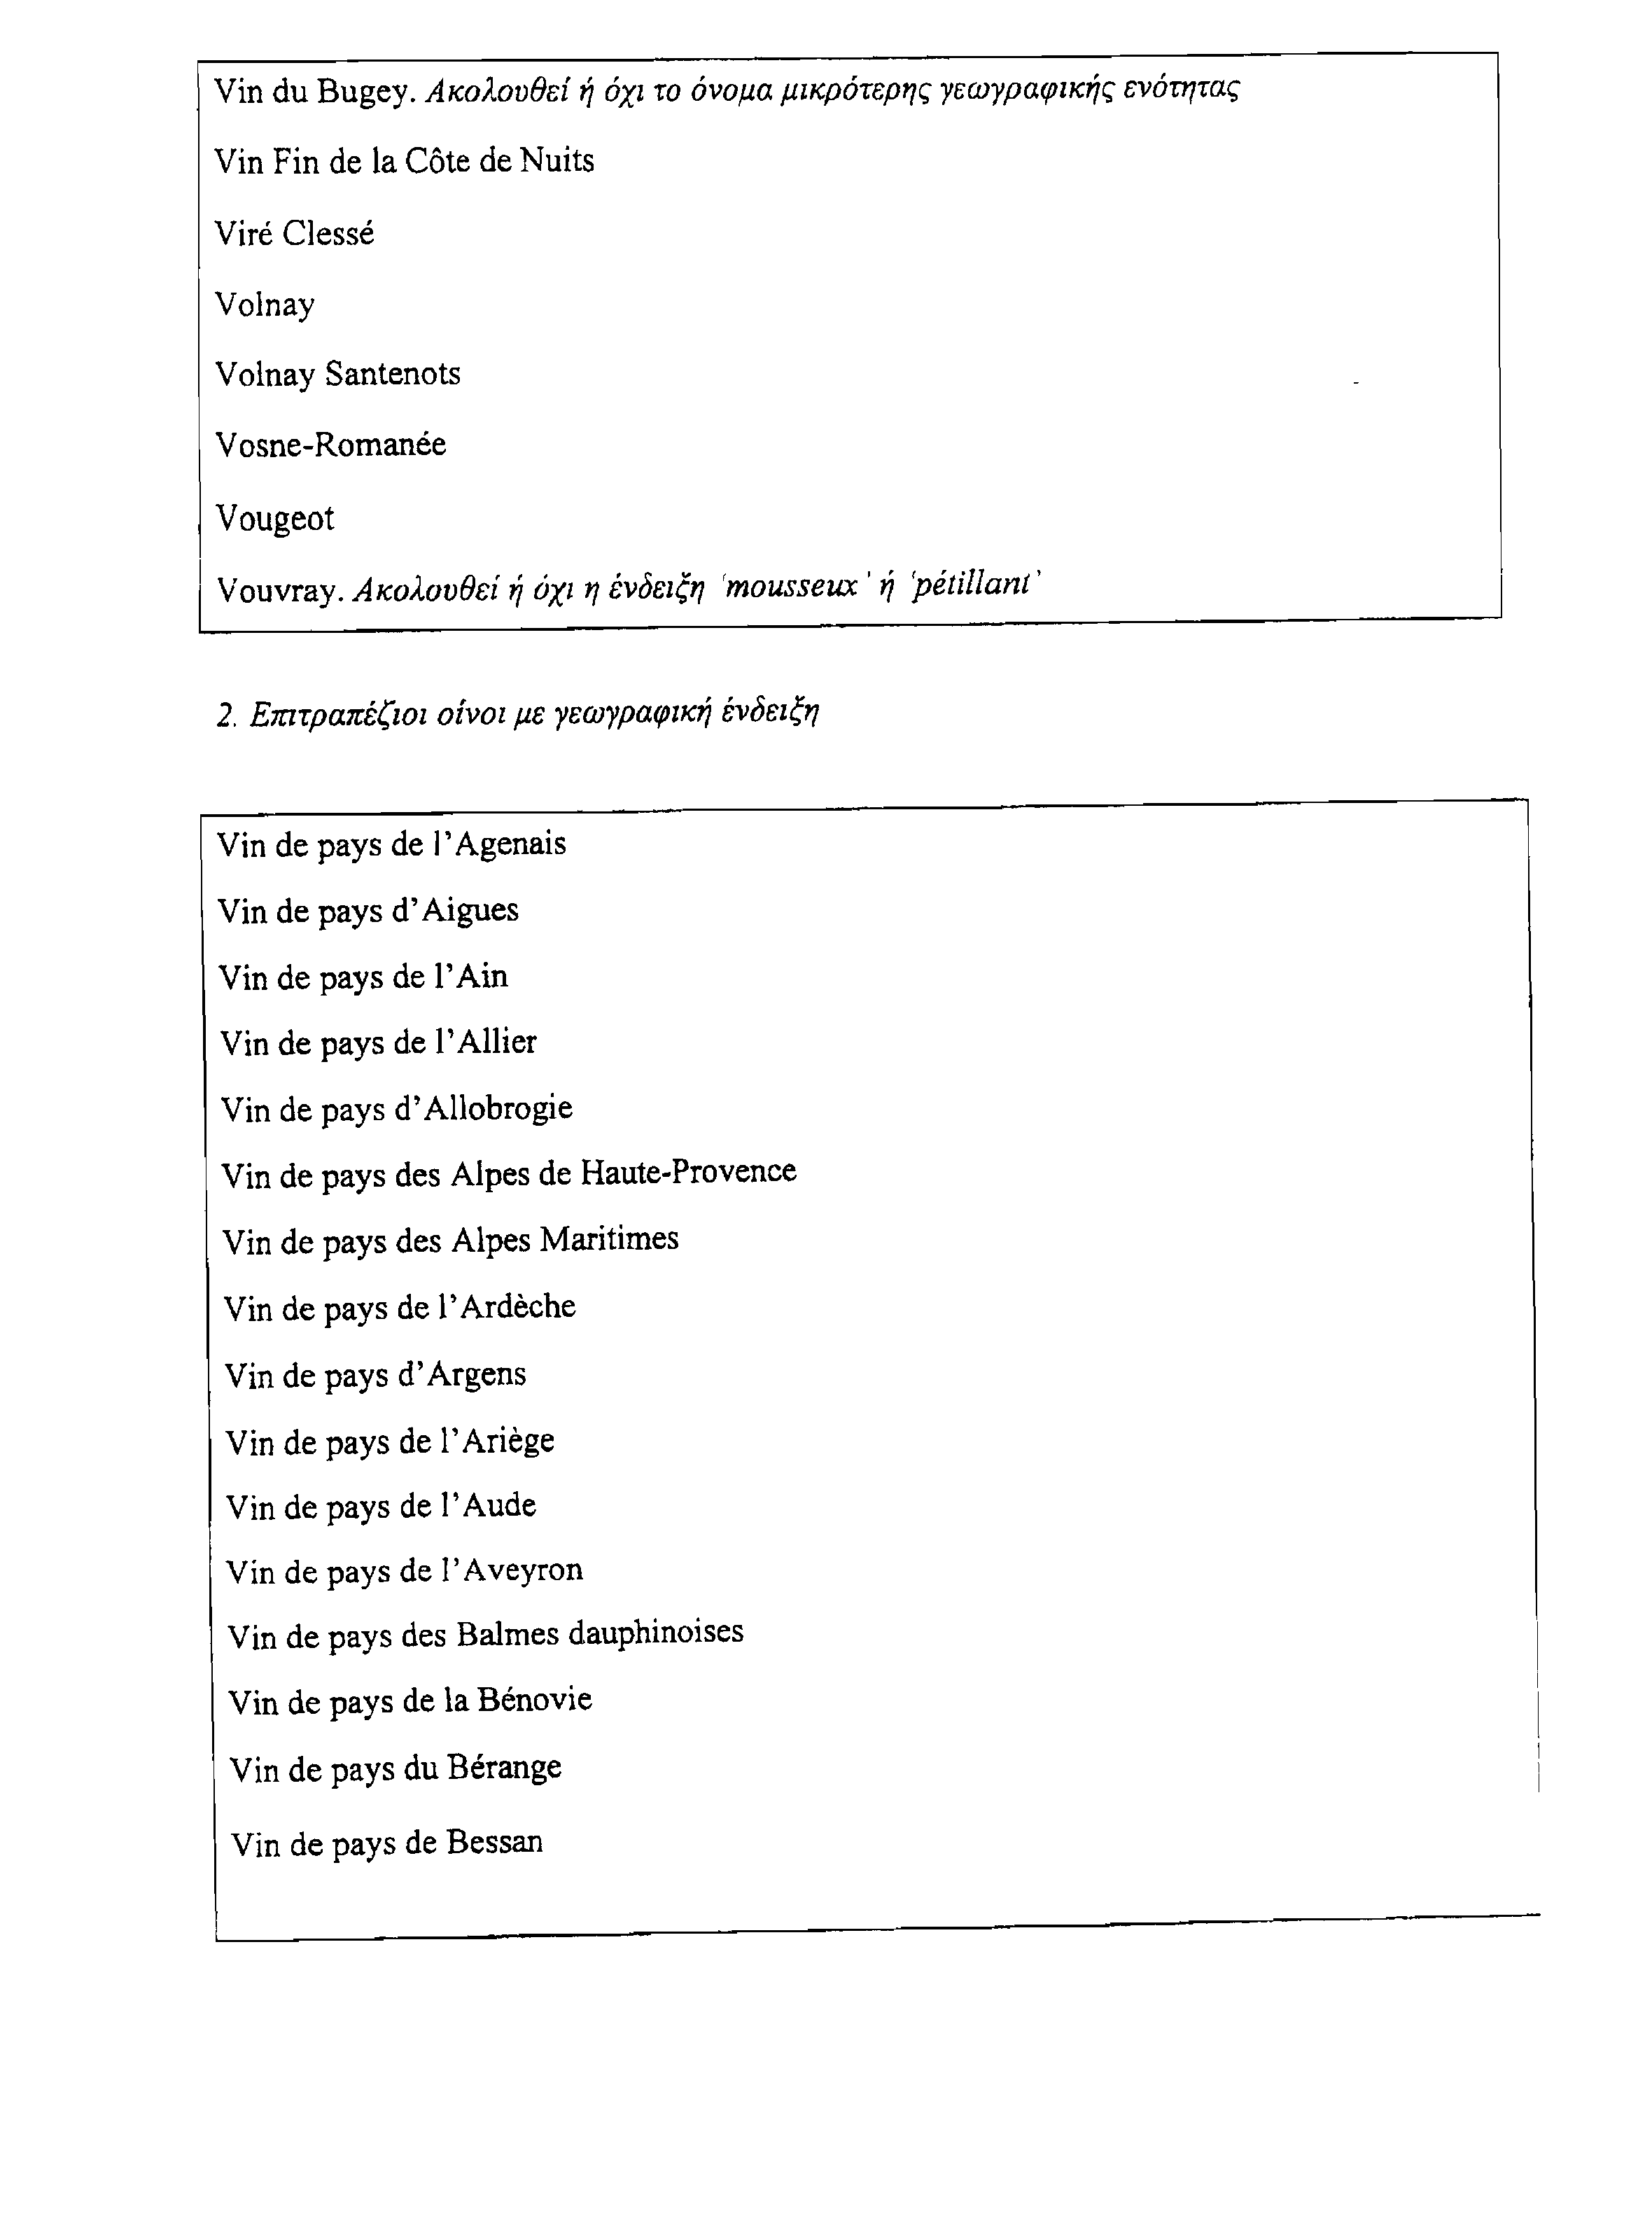 Vin du Bugey. Ακολουθεί ή όχι το όνομα μικρότερης γεωγραφικής ενότητας
Vin Fin de la Côte de Nuits
Viré Clessé
Volnay
Volnay Santenots
Vosne-Romanée
Vougeot
Vouvray. Ακολουθεί ή όχι η ένδειξη 'mousseux' ή 'pétillant'
2. Επιτραπέζιοι οίνοι με γεωγραφική ένδειξη
Vin de pays de l'Agenais
Vin de pays d'Aigues
Vin de pays de l'Ain
Vin de pays de l'Allier
Vin de pays d'Allobrogie
Vin de pays des Alpes de Haute-Provence
Vin de pays des Alpes Maritimes
Vin de pays de l'Ardèche
Vin de pays d'Argens
Vin de pays de l'Ariège
Vin de pays de l'Aude
Vin de pays de l'Aveyron
Vin de pays des Balmes dauphinoises
Vin de pays de la Bénovie
Vin de pays du Bérange
Vin de pays de Bessan